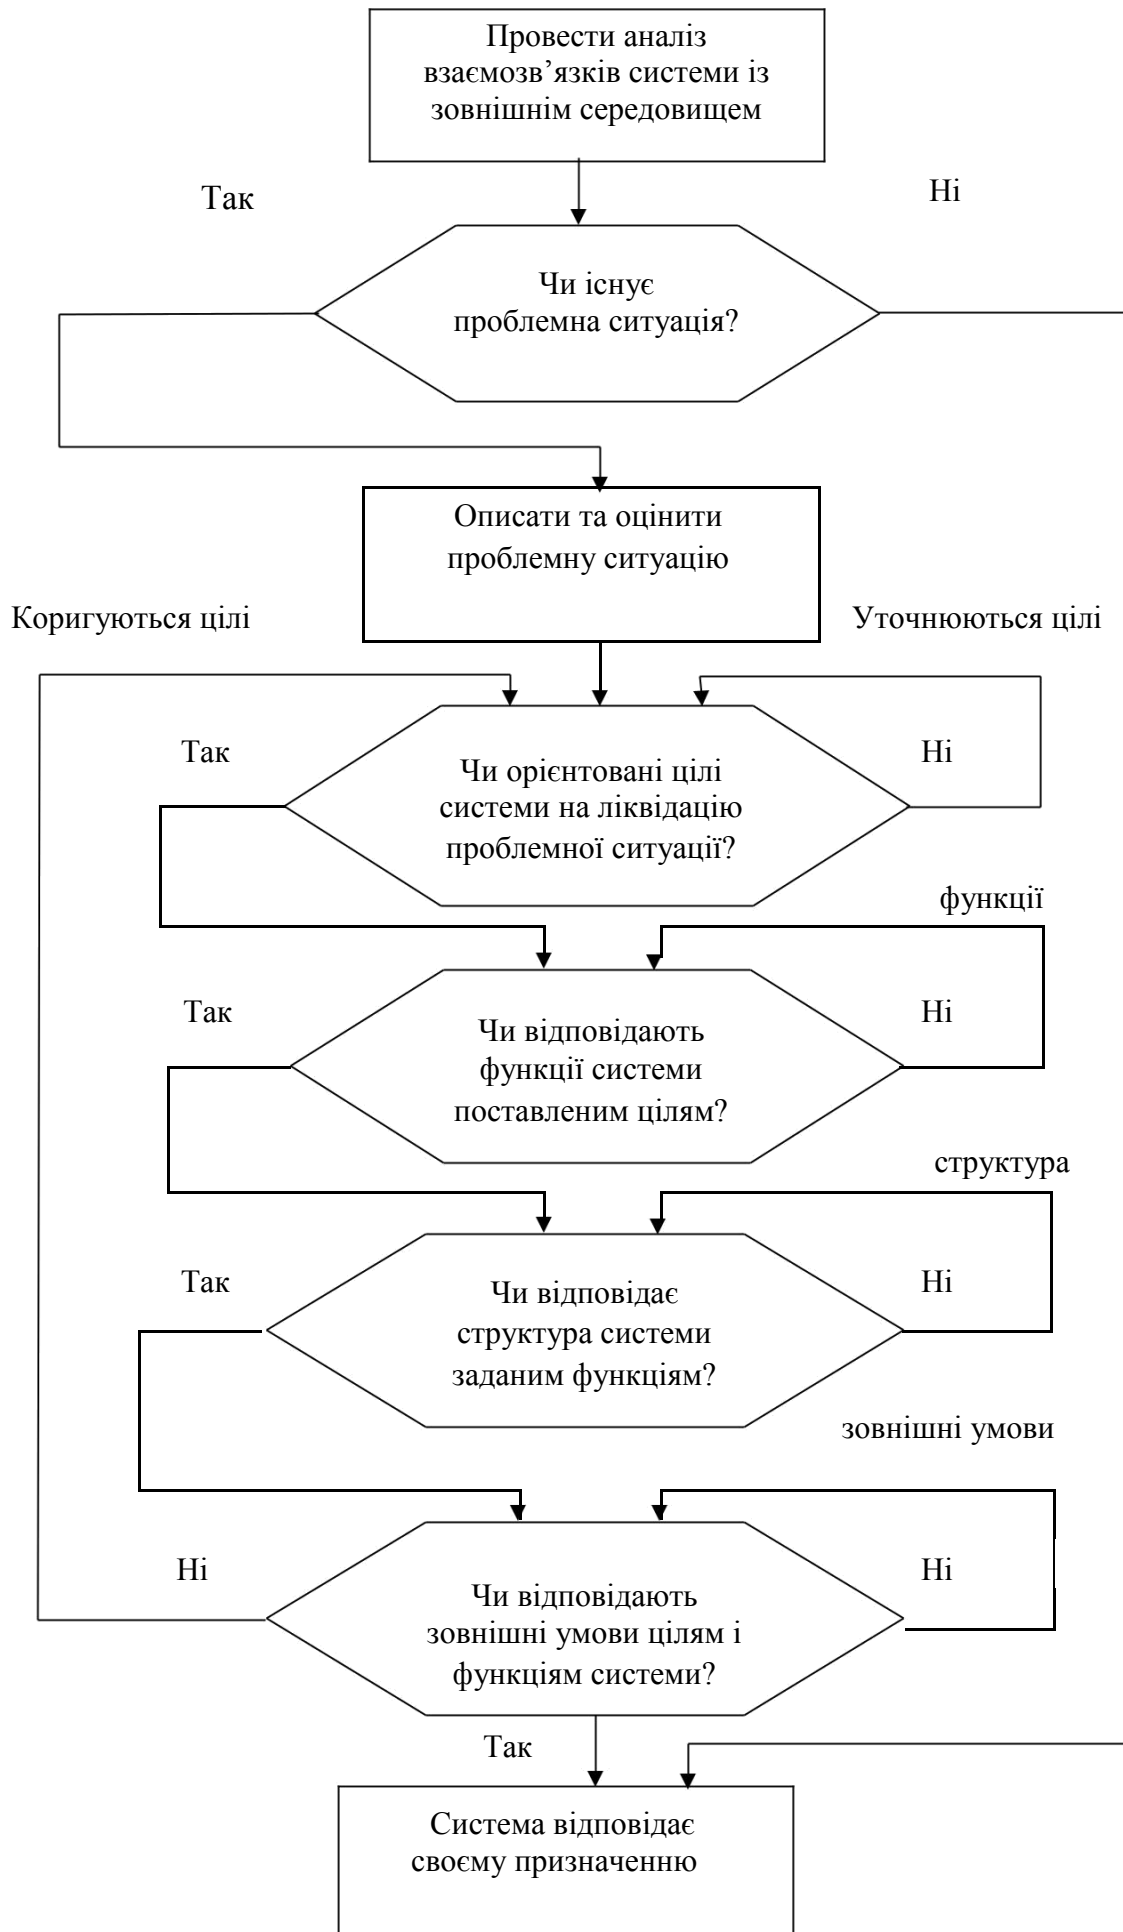 Провести аналіз
взаємозв’язків системи із
зовнішнім середовищем
Так
Ні
Чи існує
проблемна ситуація?
Описати та оцінити
проблемну ситуацію
Коригуються цілі
Уточнюються цілі
Так
Ні
Чи орієнтовані цілі
системи на ліквідацію
проблемної ситуації?
функції
Так
Ні
Чи відповідають
функції системи
поставленим цілям?
структура
Так
Ні
Чи відповідає
структура системи
заданим функціям?
зовнішні умови
Ні
Ні
Чи відповідають
зовнішні умови цілям і
функціям системи?
Так
Система відповідає
своєму призначенню